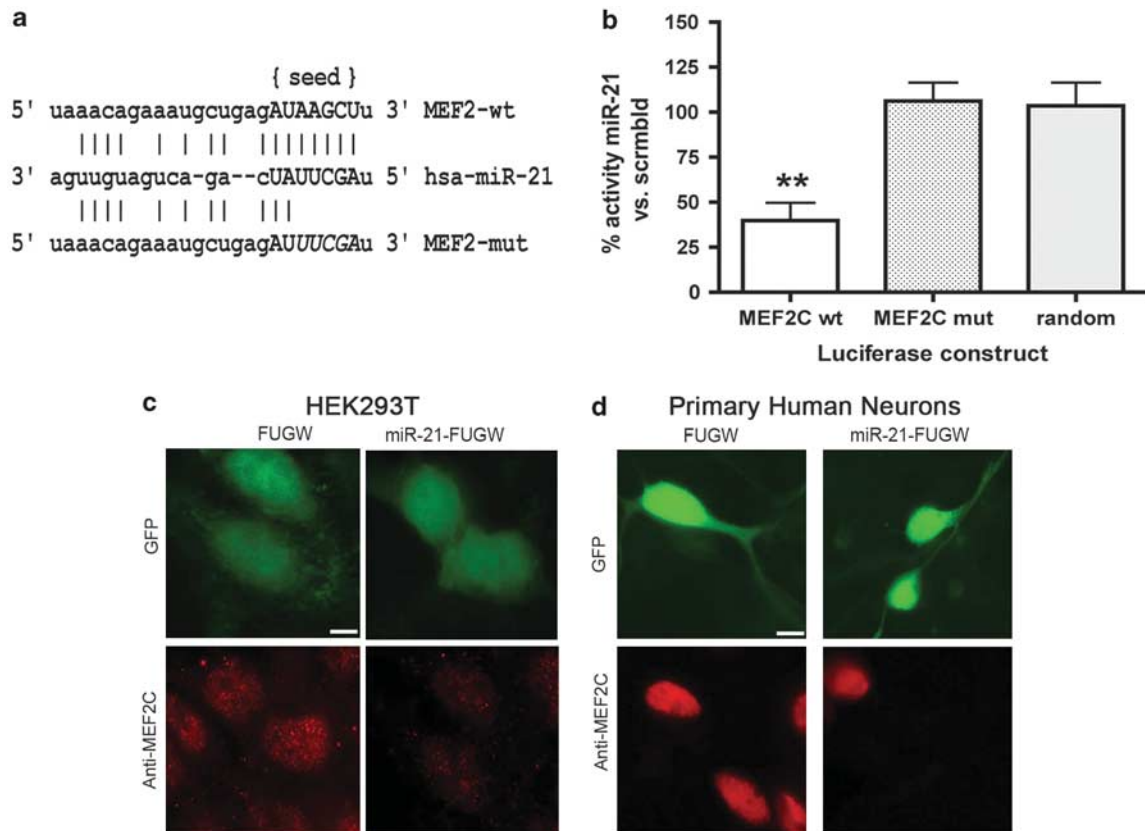 a
{ seed }
5' uaaacagaaaugcugagAUAAGCUu 3' MEF2-wt
3' aguuguaguca-ga--cUAUUCGAu 5' hsa-miR-21
5' uaaacagaaaugcugagAUUUCGAu 3' MEF2-mut
b
% activity miR-21
vs. scrmbld
150
125
100
75
50
25
0
**
MEF2C wt
MEF2C mut
random
Luciferase construct
c
HEK293T
FUGW
miR-21-FUGW
GFP
Anti-MEF2C
d
Primary Human Neurons
FUGW
miR-21-FUGW
GFP
Anti-MEF2C